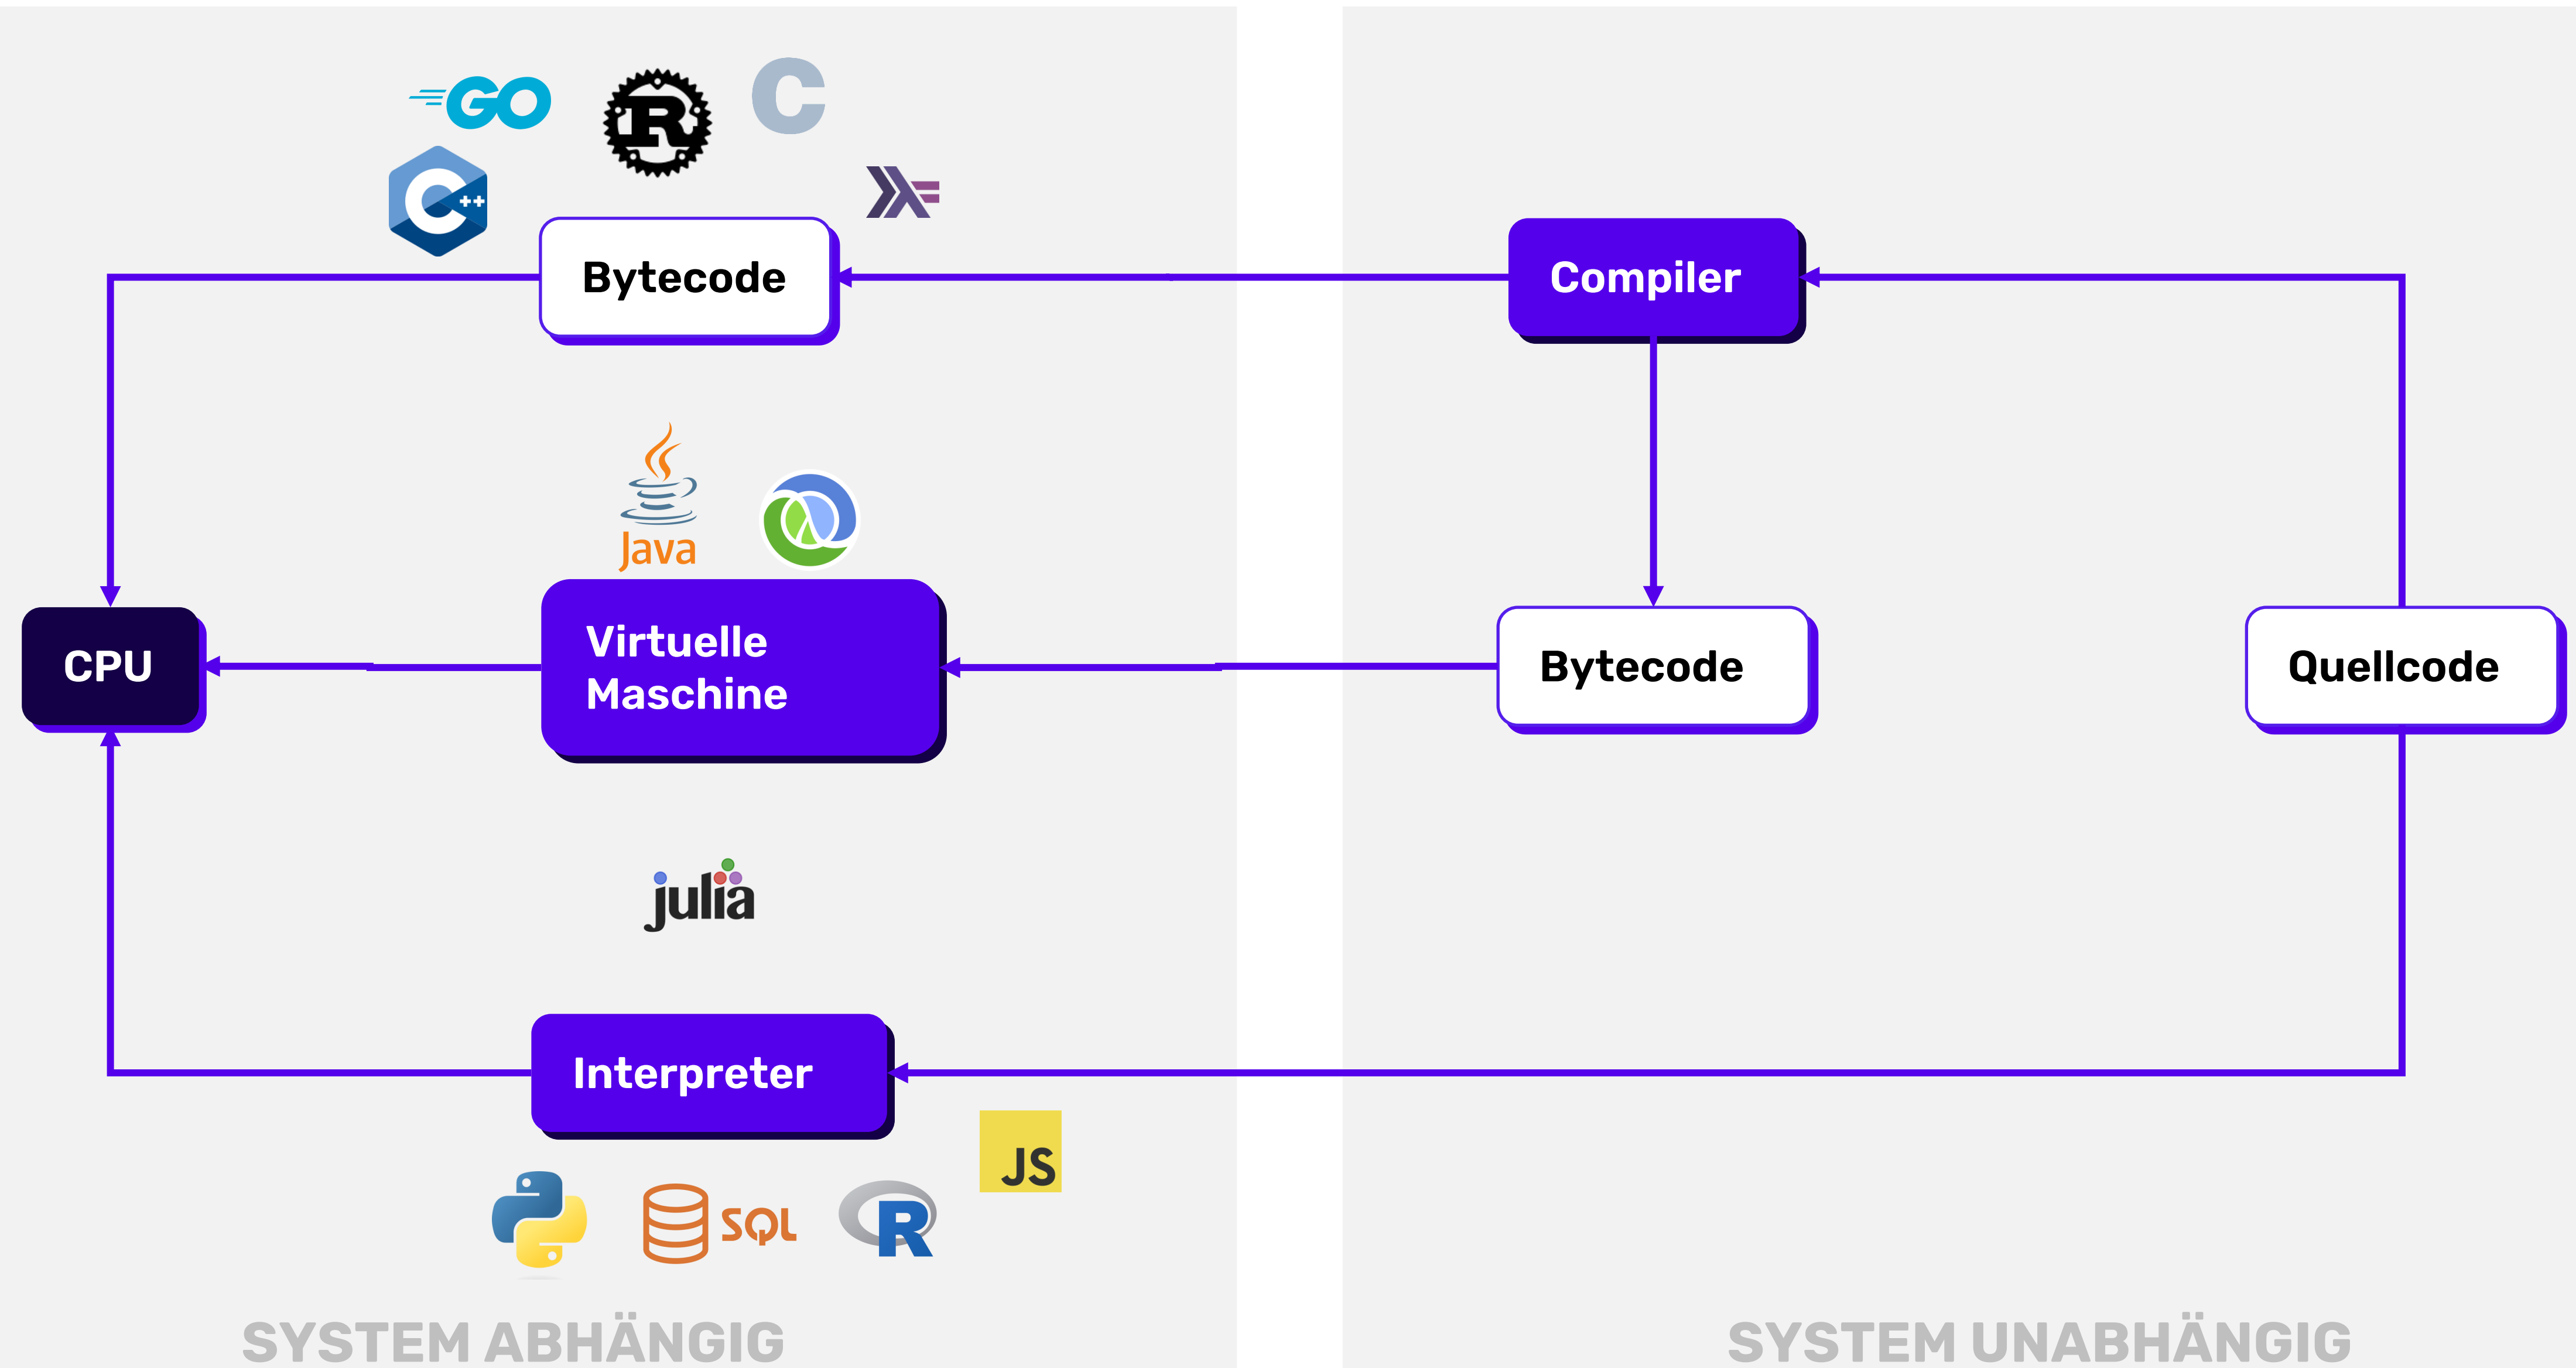 GO
R
C
C++
Bytecode
Compiler
Java
CPU
Virtuelle
Maschine
Bytecode
Quellcode
julia
Interpreter
JS
SQL
R
SYSTEM ABHÄNGIG
SYSTEM UNABHÄNGIG